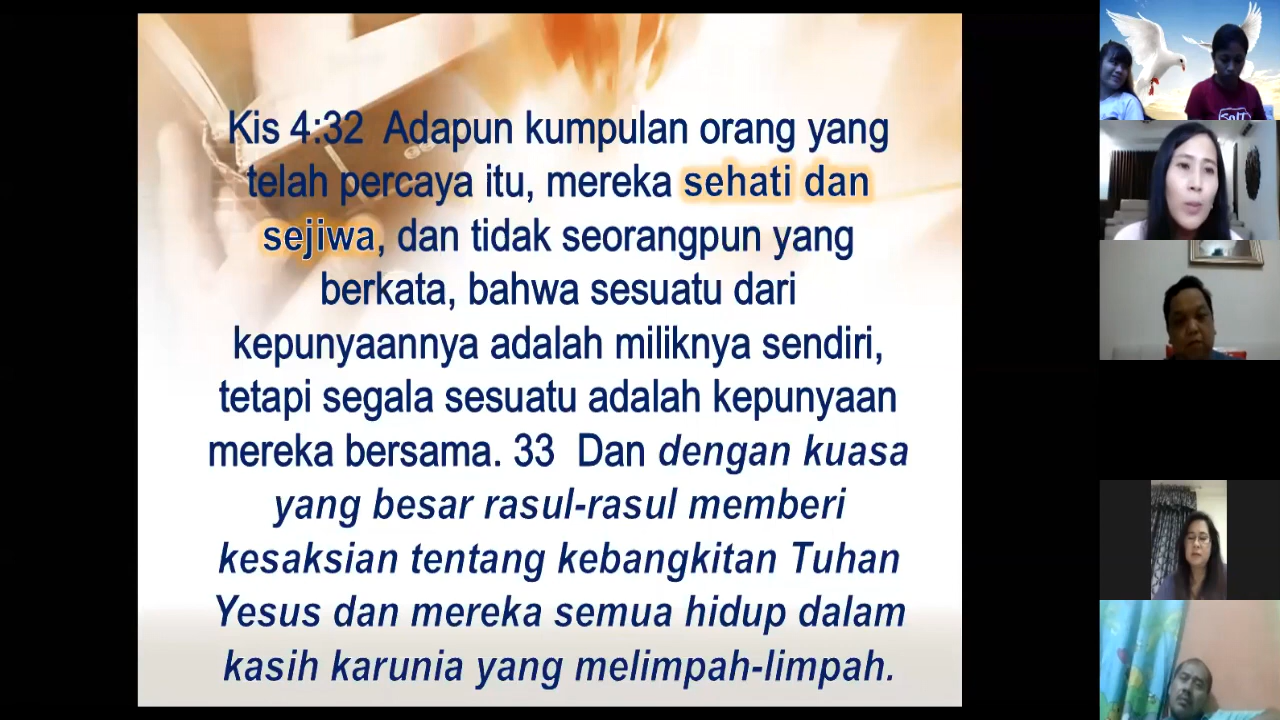 Kis 4:32 Adapun kumpulan orang yang
telah percaya itu, mereka sehati dan
sejiwa, dan tidak seorangpun yang
berkata, bahwa sesuatu dari
kepunyaannya adalah miliknya sendiri,
tetapi segala sesuatu adalah kepunyaan
mereka bersama. 33 Dan dengan kuasa
yang besar rasul-rasul memberi
kesaksian tentang kebangkitan Tuhan
Yesus dan mereka semua hidup dalam
kasih karunia yang melimpah-limpah.
salt